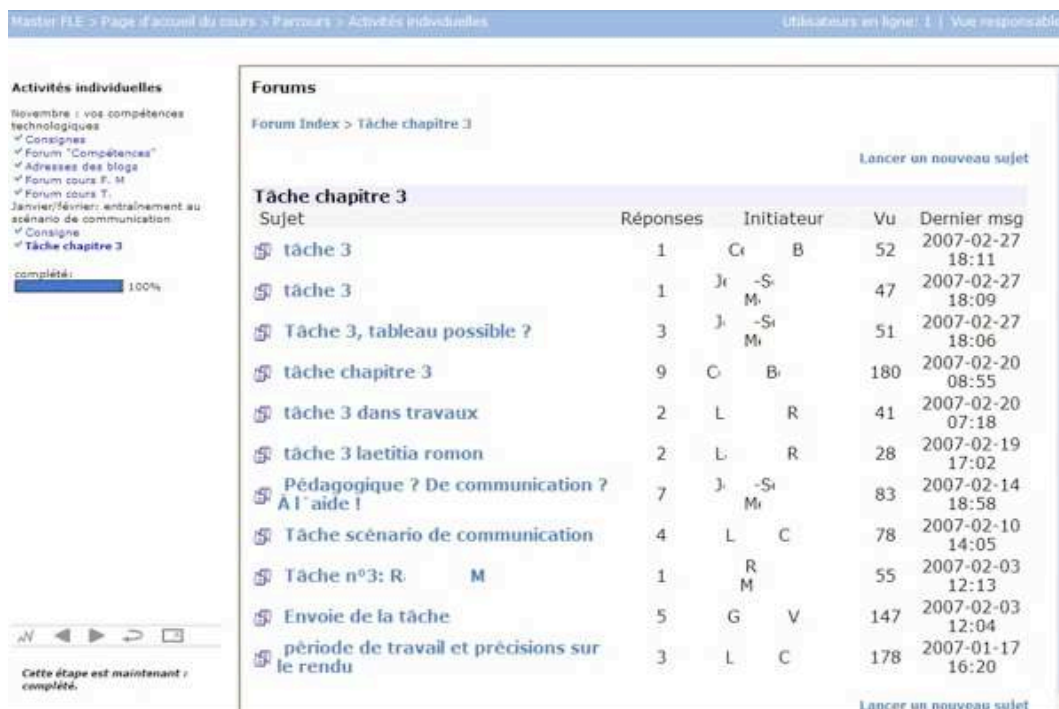 Master FLE > Page d'accueil du cours > Parcours > Activités individuelles
Utilisateurs en ligne: 1 | Vue responsable
Activités individuelles
Novembre : vos compétences
technologiques
Consignes
Forum "Compétences"
Adresses des blogs
Forum cours F. M
Forum cours T.
Janvier/février: entraînement au
scénario de communication
Consigne
Tâche chapitre 3
complété:
100%
Cette étape est maintenant :
complété.
Forums
Forum Index > Tâche chapitre 3
Lancer un nouveau sujet
Tâche chapitre 3
Sujet Réponses Initiateur Vu Dernier msg
tâche 3 1 B 52 2007-02-27
18:11
tâche 3 1 47 2007-02-27
18:09
Tâche 3, tableau possible ? 3 51 2007-02-27
18:06
tâche chapitre 3 9 180 2007-02-20
08:55
tâche 3 dans travaux 2 L R 41 2007-02-20
07:18
tâche 3 laetitia romon 2 R 28 2007-02-19
17:02
Pédagogique ? De communication ?
À l´aide ! 7 83 2007-02-14
18:58
Tâche scénario de communication 4 L C 78 2007-02-10
14:05
Tâche nº3: R M 1 R
M 55 2007-02-03
12:13
Envoie de la tâche 5 G V 147 2007-02-03
12:04
période de travail et précisions sur
le rendu 3 L C 178 2007-01-17
16:20
Lancer un nouveau sujet